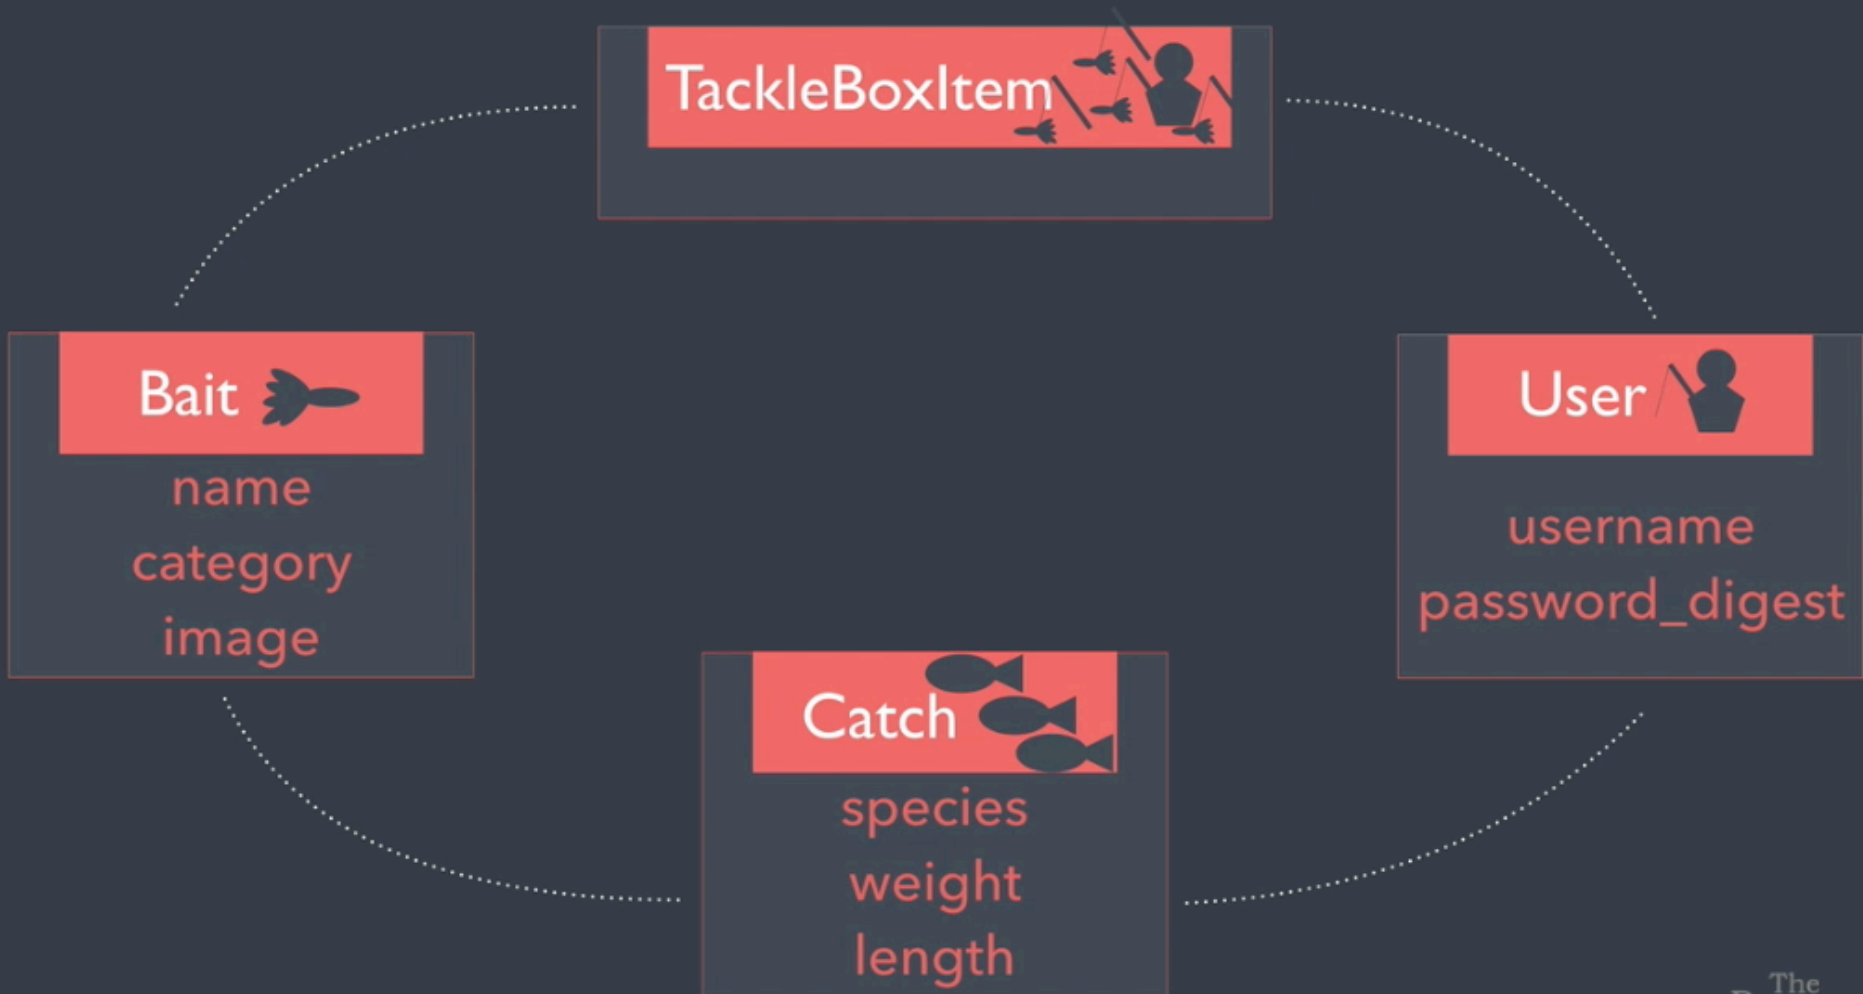 TackleBoxItem
Bait
name
category
image
User
username
password_digest
Catch
species
weight
length
The